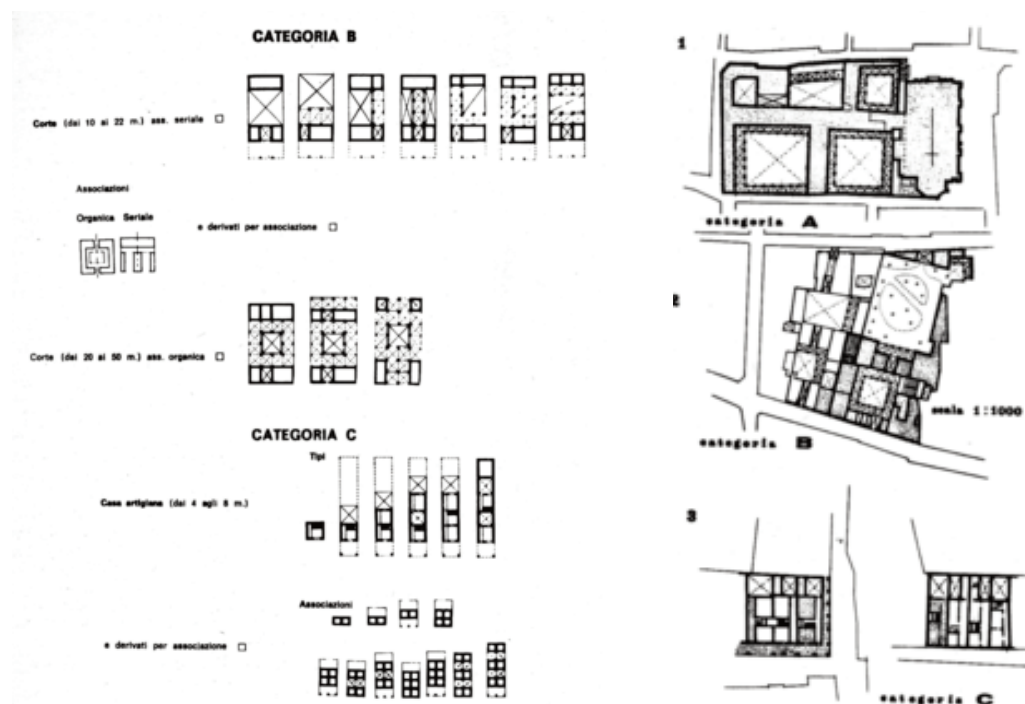 CATEGORIA B
Corte (dai 10 ai 22 m.) ass. seriale
Associazioni
Organica Seriale
e derivati per associazione
Corte (dai 20 ai 50 m.) ass. organica
CATEGORIA C
Tipi
Casa artigiana (dai 4 agli 8 m.)
Associazioni
e derivati per associazione
1
categoria A
2
scala 1:1000
categoria B
3
categoria C